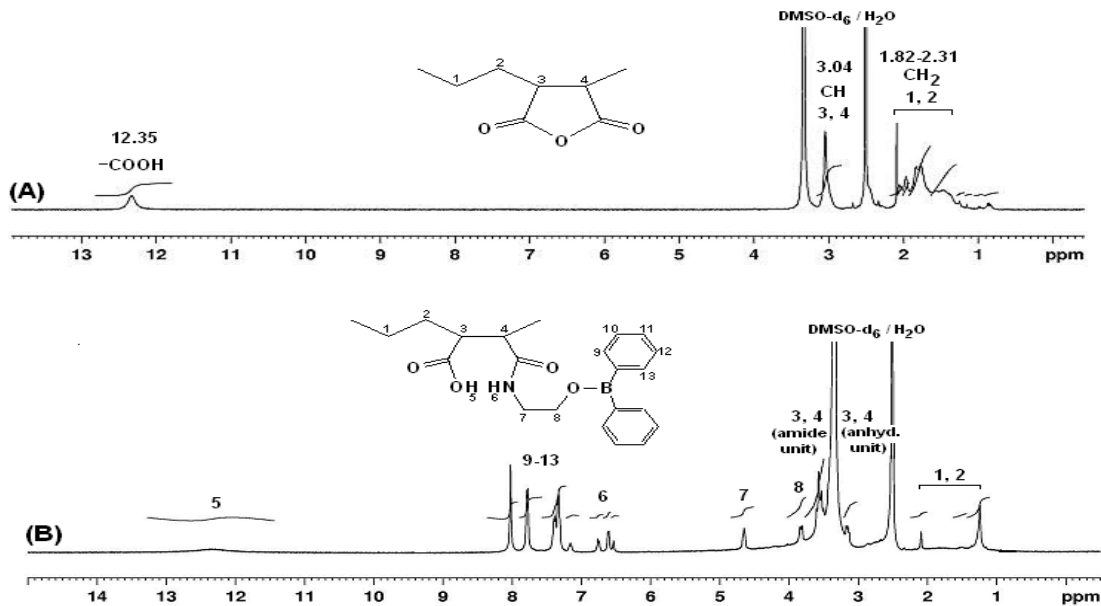 DMSO-d6 / H2O
1.82-2.31
CH2
1, 2
3.04
CH
3, 4
12.35
-COOH
1
2
3
4
O
O
O
(A)
13 12 11 10 9 8 7 6 5 4 3 2 1 ppm
DMSO-d6 / H2O
1
2
3
4
O
OH
5
O
HN
6
7
8
O
B
9
10
11
12
13
3, 4
(amide
unit)
3, 4
(anhyd.
unit)
5
9-13
6
7
8
1, 2
(B)
14 13 12 11 10 9 8 7 6 5 4 3 2 1 ppm